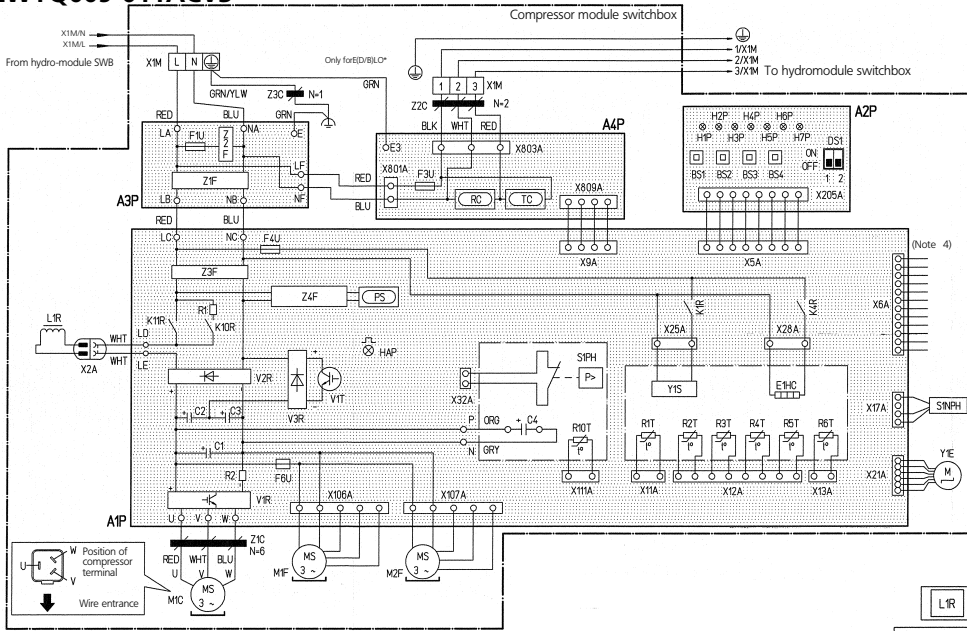 Compressor module switchbox
X1M/N
X1M/L
From hydro-module SWB
X1M
L N
GRN/YLW
Z3C
N=1
GRN
Only forE(D/B)LO*
GRN
1/X1M
2/X1M
3/X1M To hydromodule switchbox
1 2 3
X1M
Z2C
N=2
BLK WHT RED
A4P
RED
BLU
LA
NA
E
F1U
Z2F
Z1F
LF
NF
A3P
LB
NB
RED
BLU
E3
X801A
RED
BLU
F3U
X803A
RC
TC
X809A
A2P
H2P H4P H6P
H1P H3P H5P H7P
DS1
ON
OFF
1 2
BS1 BS2 BS3 BS4
X205A
RED
BLU
LC
NC
F4U
X9A
X5A
(Note 4)
Z3F
Z4F
PS
R1
K11R
K10R
K1R
K4R
X6A
L1R
WHT
LD
WHT
LE
X2A
HAP
X25A
X28A
V2R
V1T
V3R
X32A
S1PH
P>
Y1S
E1HC
X17A
S1NPH
C2
C3
P
ORG
C4
N
GRY
R10T
R1T R2T R3T R4T R5T R6T
t° t° t° t° t° t° t°
C1
R2
F6U
X111A
X11A
X12A
X13A
X21A
Y1E
M
V1R
X106A
X107A
A1P
U V W
Z1C
N=6
RED WHT BLU
U V W
MS
3 ~
M1C
MS
3 ~
M1F
MS
3 ~
M2F
W
U
V
Position of
compressor
terminal
Wire entrance
L1R